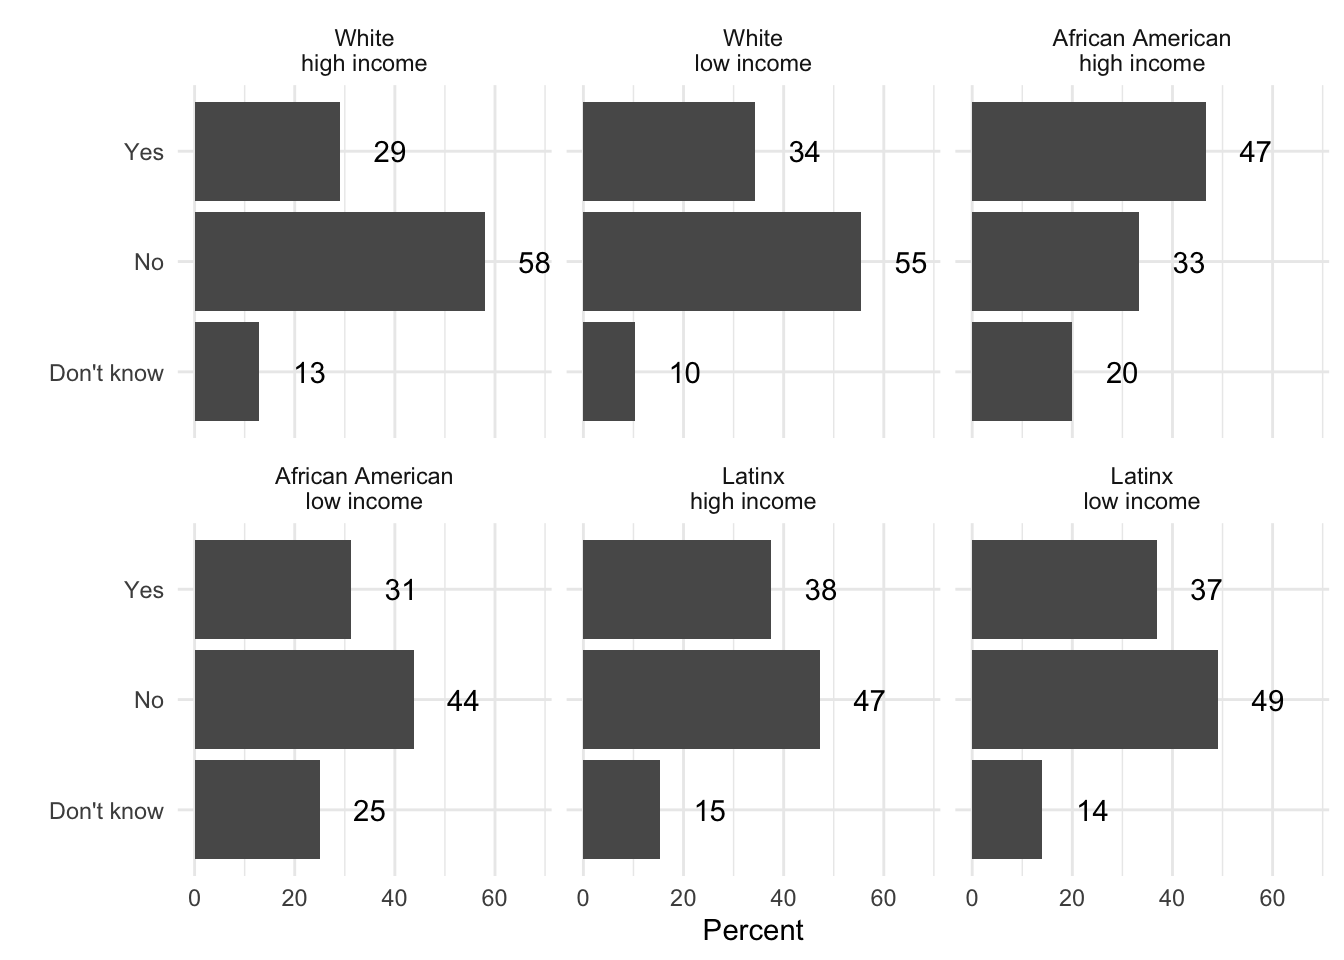 White
high income
White
low income
African American
high income
Yes
29
34
47
No
58
55
33
Don't know
13
10
20
African American
low income
Latinx
high income
Latinx
low income
Yes
31
38
37
No
44
47
49
Don't know
25
15
14
0 20 40 60
0 20 40 60
0 20 40 60
Percent